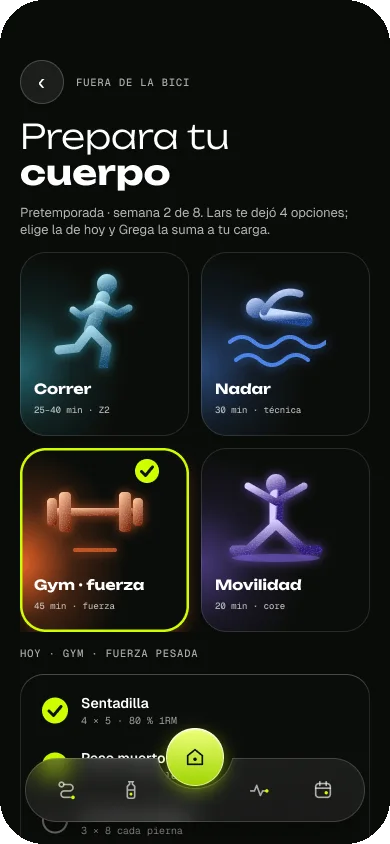 FUERA DE LA BICI
Prepara tu
cuerpo
Pretemporada · semana 2 de 8. Lars te dejó 4 opciones;
elige la de hoy y Grega la suma a tu carga.
Correr
25–40 min · Z2
Nadar
30 min · técnica
Gym · fuerza
45 min · fuerza
Movilidad
20 min · core
HOY · GYM · FUERZA PESADA
Sentadilla
4 × 5 · 80 % 1RM
Peso muerto
3 × 8 cada pierna